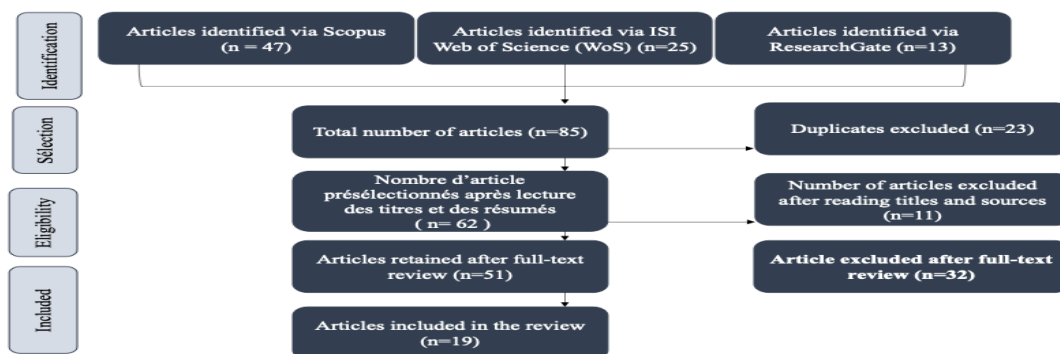 Identification
Articles identified via Scopus
(n = 47)
Articles identified via ISI
Web of Science (WoS) (n=25)
Articles identified via
ResearchGate (n=13)
Sélection
Total number of articles (n=85)
Duplicates excluded (n=23)
Eligibility
Nombre d’article
présélectionnés après lecture
des titres et des résumés
( n= 62 )
Number of articles excluded
after reading titles and sources
(n=11)
Included
Articles retained after full-text
review (n=51)
Article excluded after full-text
review (n=32)
Articles included in the review
(n=19)